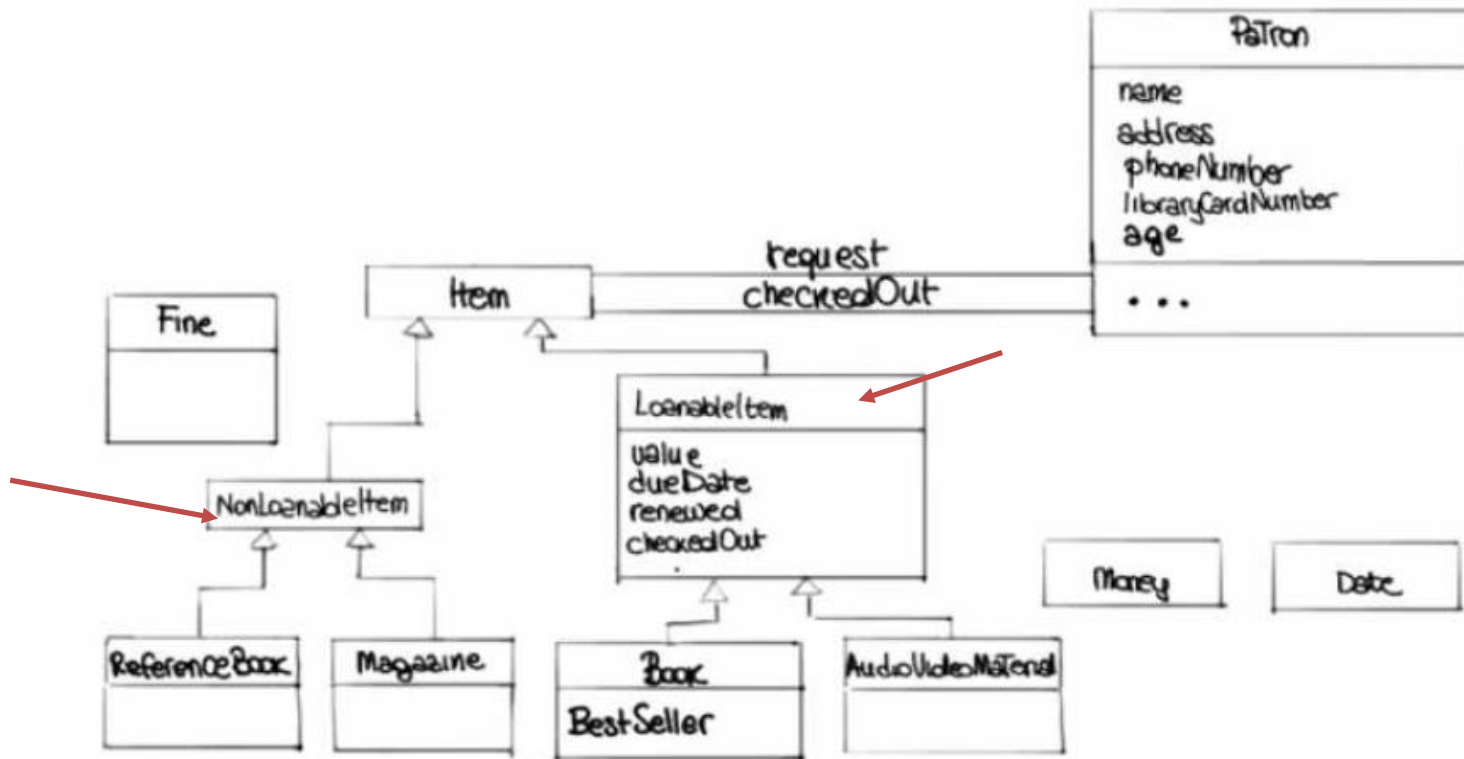 Patron
name
address
phoneNumber
libraryCardNumber
age
...
request
checkedOut
Item
Fine
LoanableItem
value
dueDate
renewed
checkedOut
NonLoanableItem
Money
Date
ReferenceBook
Magazine
Book
BestSeller
AudioVideoMaterial